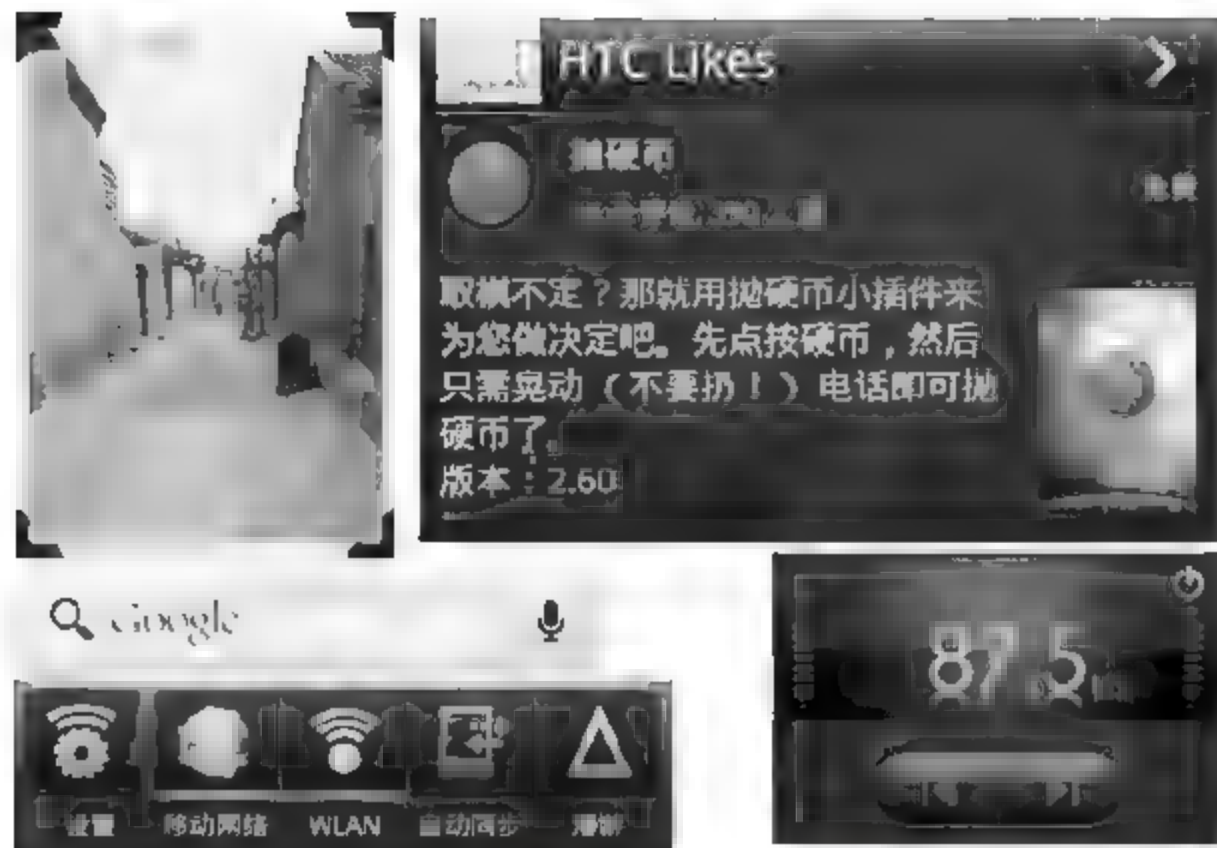 HTC Likes
抛硬币
取舍不定？那就用抛硬币小插件来
为您做决定吧。先点按硬币，然后
只需晃动（不要扔！）电话即可抛
硬币了。
版本：2.60
Google
87.5
设置 移动网络 WLAN 自动同步